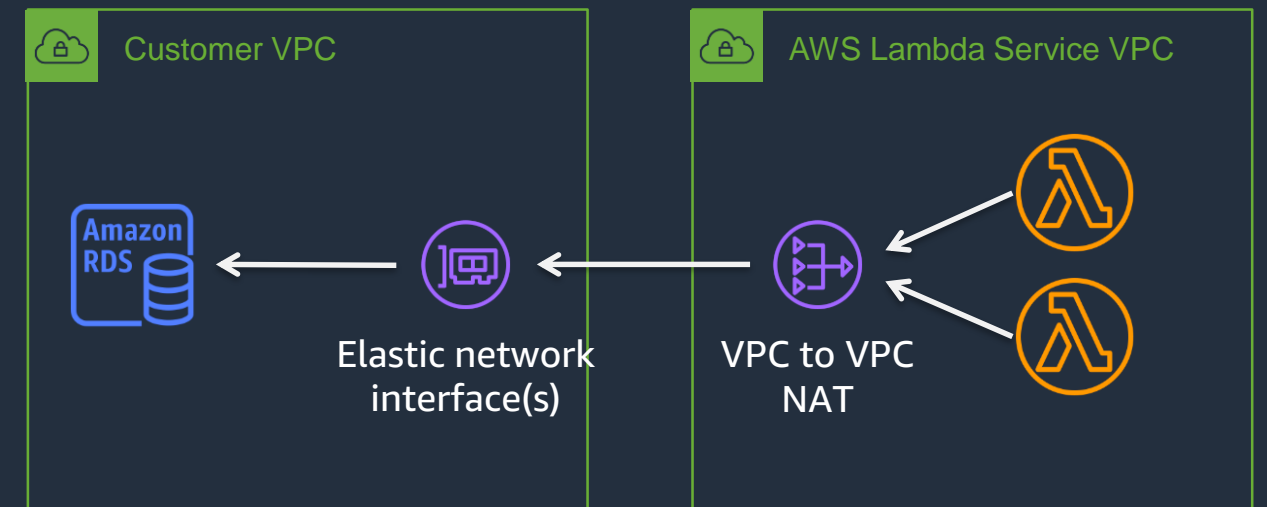 Customer VPC
AWS Lambda Service VPC
Amazon
RDS
Elastic network
interface(s)
VPC to VPC
NAT